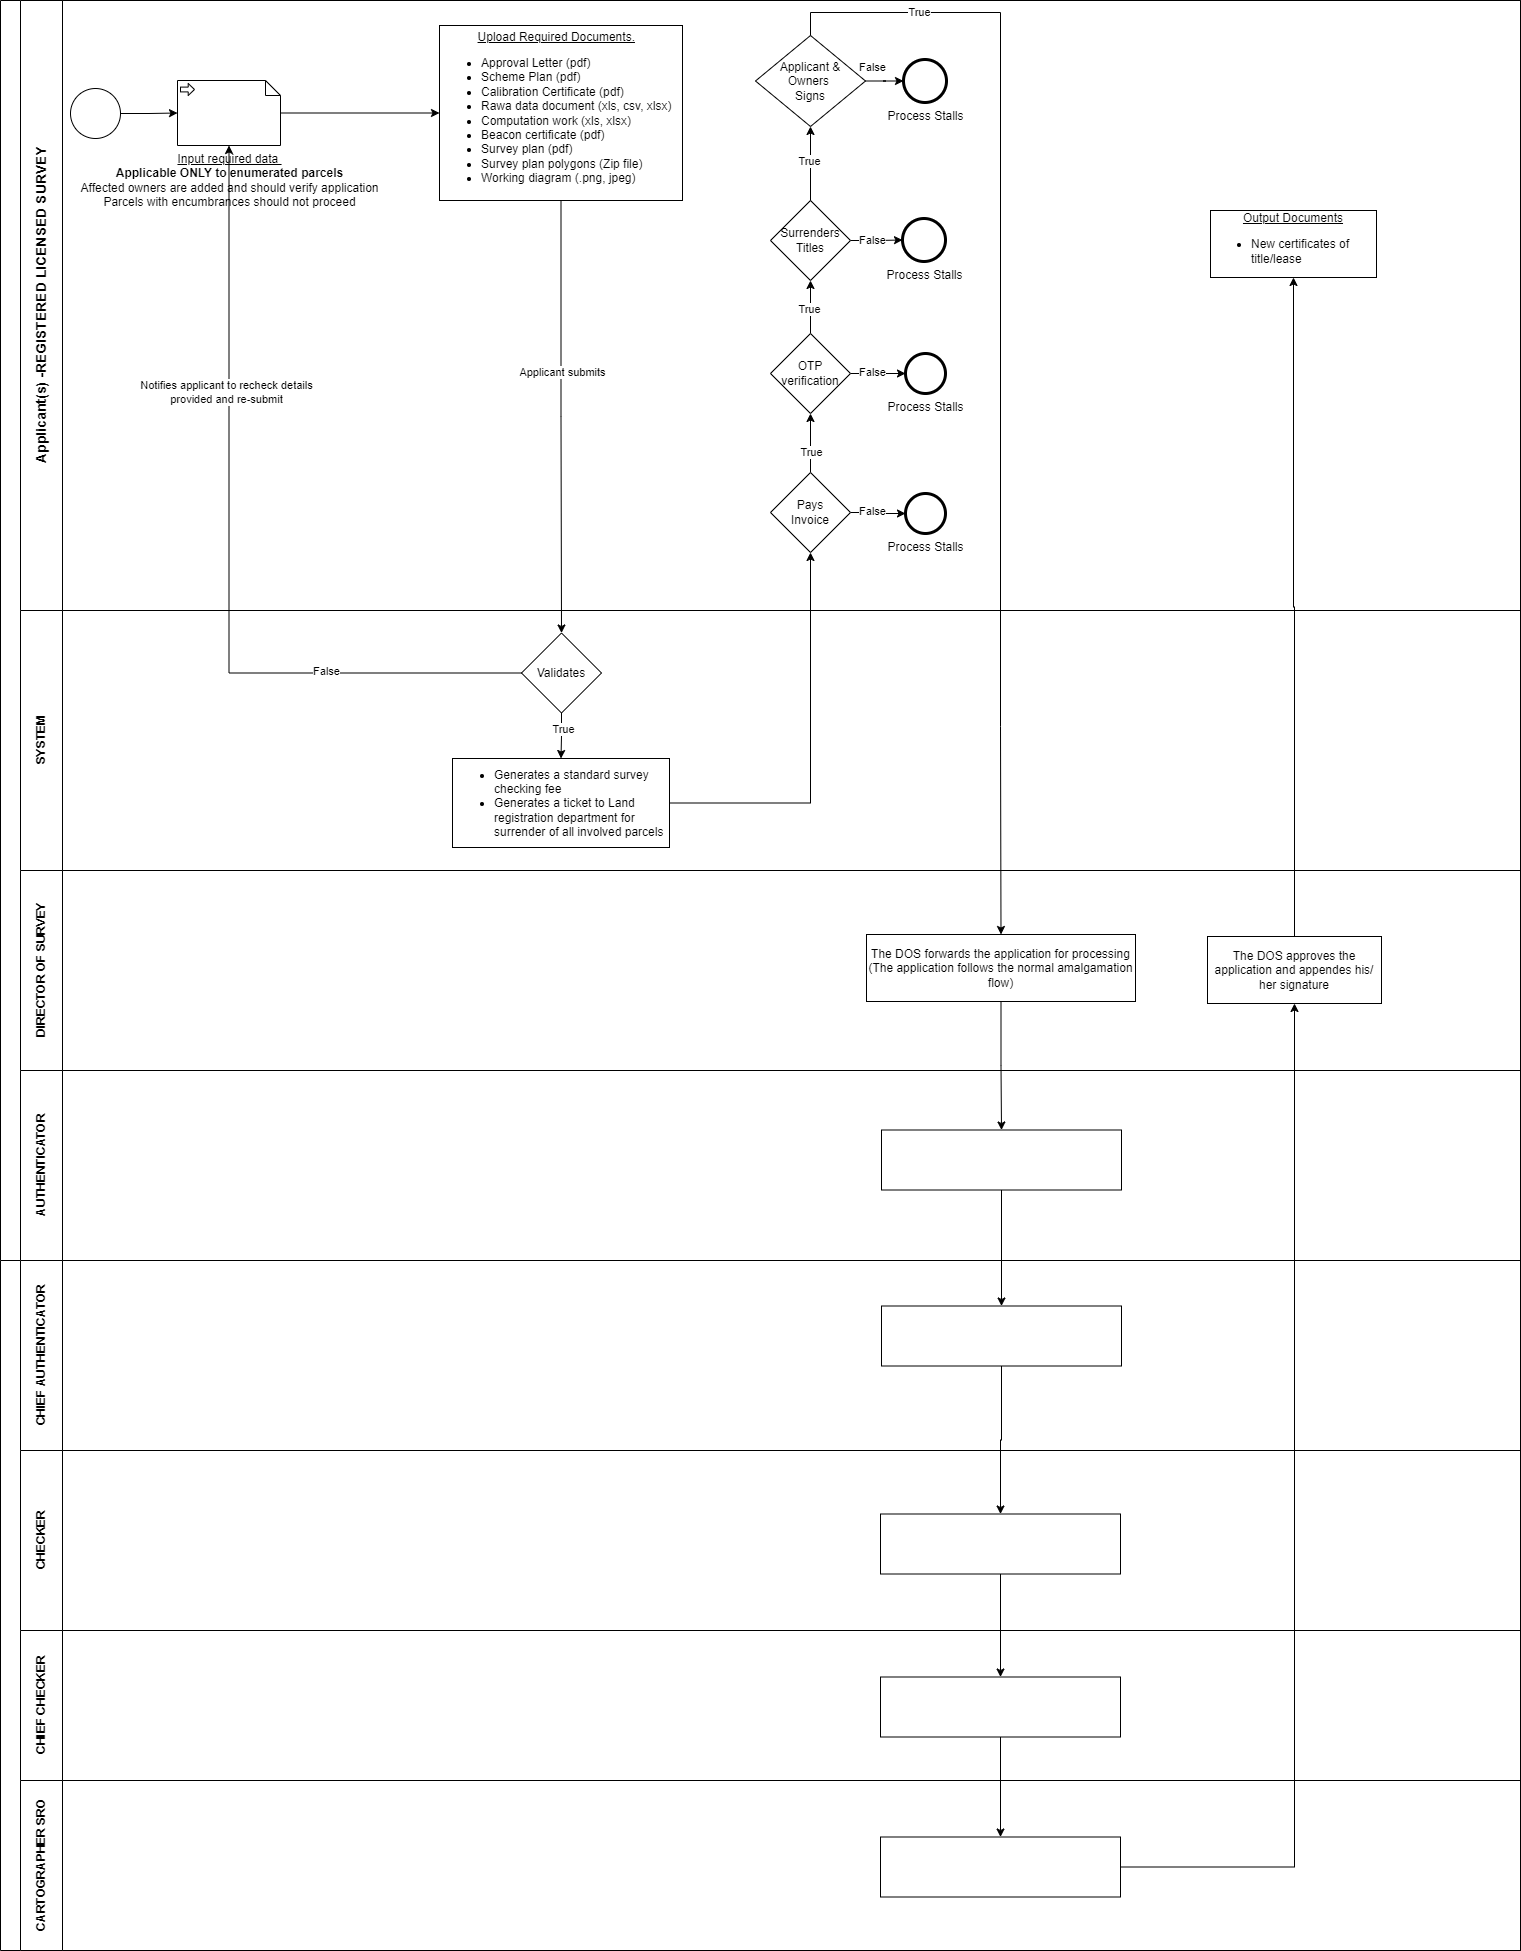 Applicant(s) -REGISTERED LICENSED SURVEY
Input required data
Applicable ONLY to enumerated parcels
Affected owners are added and should verify application
Parcels with encumbrances should not proceed
Upload Required Documents.
Approval Letter (pdf)
Scheme Plan (pdf)
Calibration Certificate (pdf)
Rawa data document (xls, csv, xlsx)
Computation work (xls, xlsx)
Beacon certificate (pdf)
Survey plan (pdf)
Survey plan polygons (Zip file)
Working diagram (.png, jpeg)
Notifies applicant to recheck details
provided and re-submit
Applicant submits
True
Applicant &
Owners
Signs
False
Process Stalls
True
Surrenders
Titles
False
Process Stalls
True
OTP
verification
False
Process Stalls
True
Pays
Invoice
False
Process Stalls
Output Documents
New certificates of
title/lease
SYSTEM
Validates
False
True
Generates a standard survey
checking fee
Generates a ticket to Land
registration department for
surrender of all involved parcels
DIRECTOR OF SURVEY
The DOS forwards the application for processing
(The application follows the normal amalgamation
flow)
The DOS approves the
application and appendes his/
her signature
AUTHENTICATOR
CHIEF AUTHENTICATOR
CHECKER
CHIEF CHECKER
CARTOGRAPHER SRO